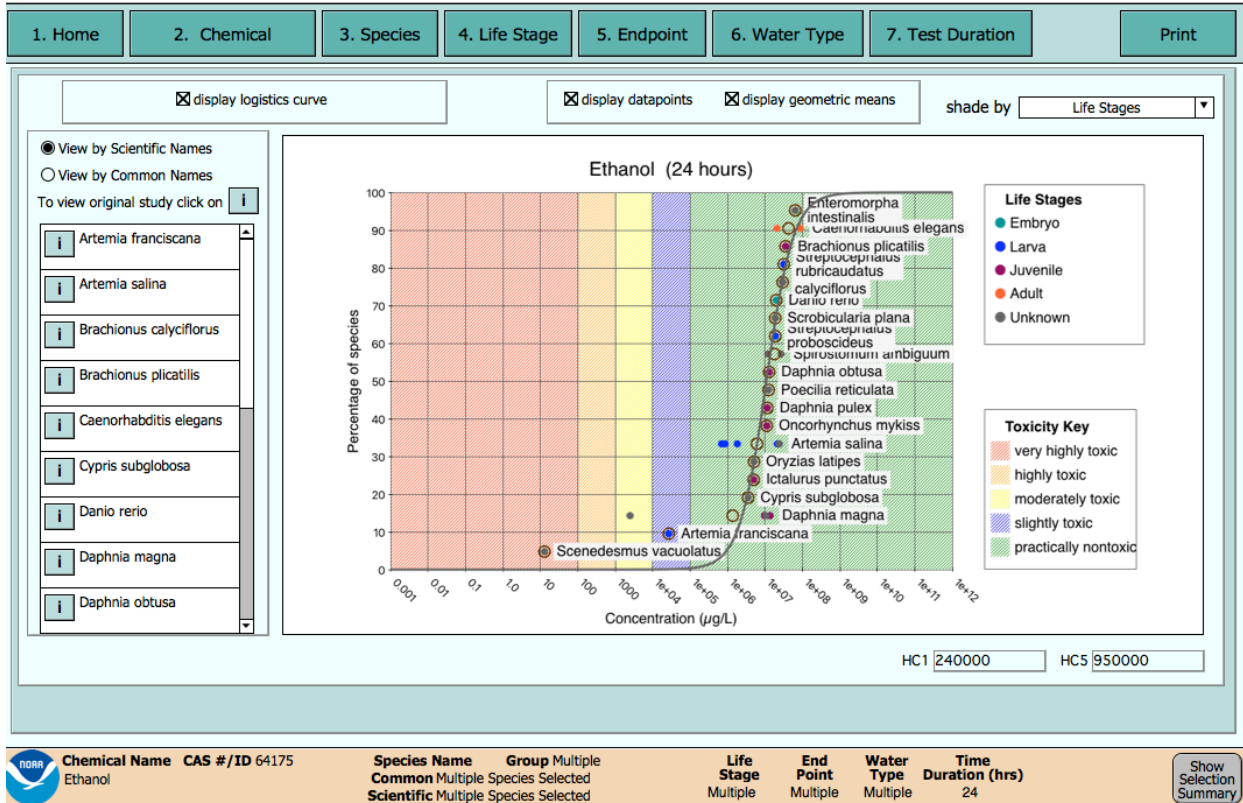 1. Home
2. Chemical
3. Species
4. Life Stage
5. Endpoint
6. Water Type
7. Test Duration
Print
display logistics curve
display datapoints
display geometric means
shade by
Life Stages
View by Scientific Names
View by Common Names
To view original study click on
i
i
Artemia franciscana
i
Artemia salina
i
Brachionus calyciflorus
i
Brachionus plicatilis
i
Caenorhabditis elegans
i
Cypris subglobosa
i
Danio rerio
i
Daphnia magna
i
Daphnia obtusa
Ethanol (24 hours)
Percentage of species
100
90
80
70
60
50
40
30
20
10
0
Enteromorpha
intestinalis
Caenorhabditis elegans
Brachionus plicatilis
Streptocephalus
rubricaudatus
calyciflorus
Danio rerio
Scrobicularia plana
Streptocephalus
proboscideus
Spirostomum ambiguum
Daphnia obtusa
Poecilia reticulata
Daphnia pulex
Oncorhynchus mykiss
Artemia salina
Oryzias latipes
Ictalurus punctatus
Cypris subglobosa
Daphnia magna
Artemia franciscana
Scenedesmus vacuolatus
0.001
0.01
0.1
1.0
10
100
1000
1e+04
1e+05
1e+06
1e+07
1e+08
1e+09
1e+10
1e+11
1e+12
Concentration (µg/L)
Life Stages
Embryo
Larva
Juvenile
Adult
Unknown
Toxicity Key
very highly toxic
highly toxic
moderately toxic
slightly toxic
practically nontoxic
HC1 240000
HC5 950000
NOAA
Chemical Name CAS #/ID 64175
Ethanol
Species Name Group Multiple
Common Multiple Species Selected
Scientific Multiple Species Selected
Life
Stage
Multiple
End
Point
Multiple
Water
Type
Multiple
Time
Duration (hrs)
24
Show
Selection
Summary